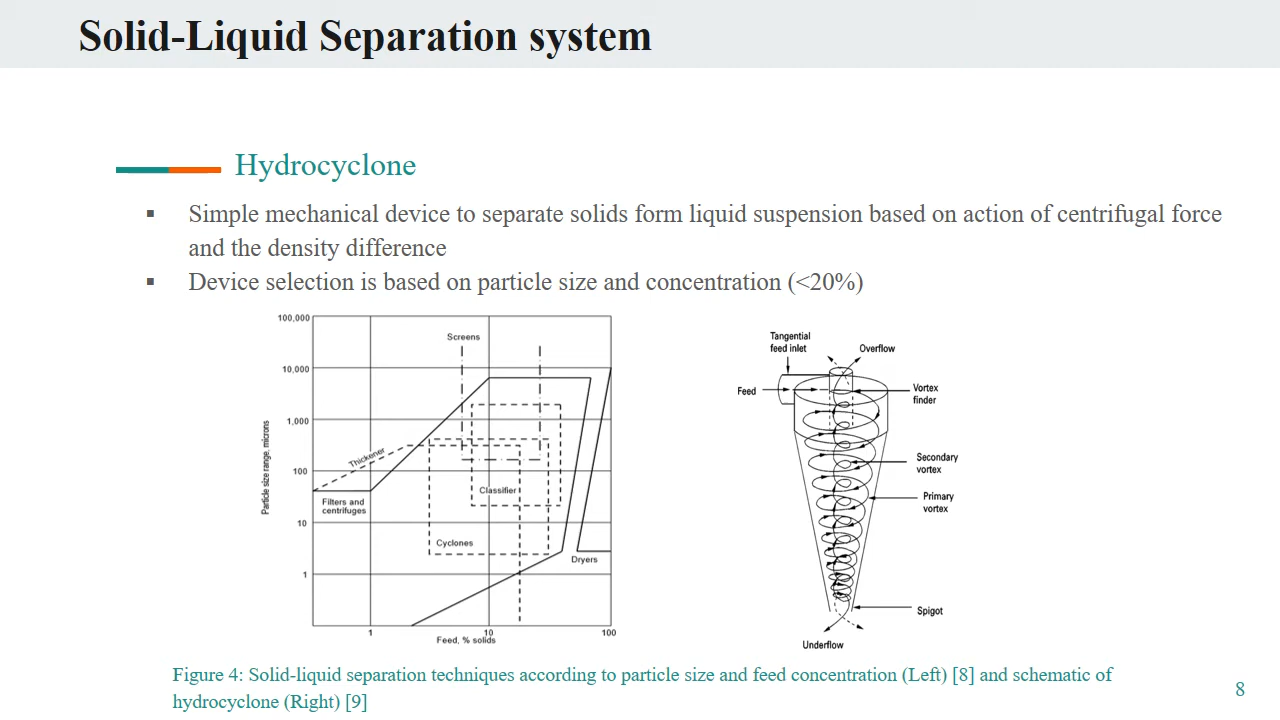 Solid-Liquid Separation system
Hydrocyclone
▪ Simple mechanical device to separate solids form liquid suspension based on action of centrifugal force
and the density difference
▪ Device selection is based on particle size and concentration (<20%)
100,000
10,000
1,000
100
10
1
Particle size range, microns
Screens
Thickener
Filters and
centrifuges
Classifier
Cyclones
Dryers
1
10
100
Feed, % solids
Tangential
feed inlet
Overflow
Feed
Vortex
finder
Secondary
vortex
Primary
vortex
Spigot
Underflow
Figure 4: Solid-liquid separation techniques according to particle size and feed concentration (Left) [8] and schematic of
hydrocyclone (Right) [9]
8